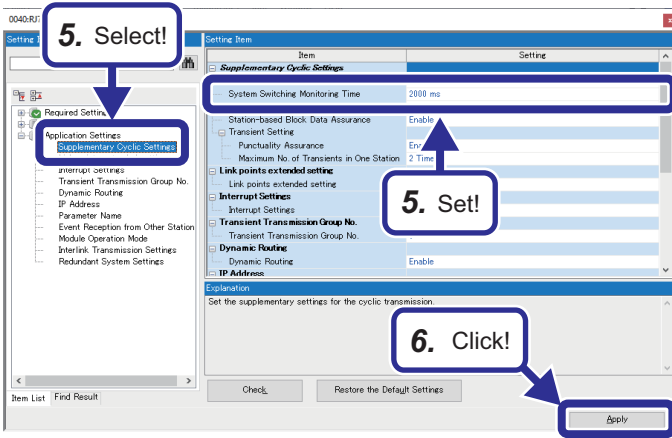 0040:RJ7
Setting Item
5. Select!
Item Setting
Supplementary Cyclic Settings
System Switching Monitoring Time 2000 ms
Required Setting
Station-based Block Data Assurance Enable
Application Settings
Transient Setting
Supplementary Cyclic Settings
Punctuality Assurance
Maximum No. of Transients in One Station 2 Time
Interrupt Settings
Link points extended setting
Transient Transmission Group No.
Link points extended setting
Dynamic Routing
Interrupt Settings
5. Set!
IP Address
Interrupt Settings
Parameter Name
Transient Transmission Group No.
Event Reception from Other Station
Transient Transmission Group No.
Module Operation Mode
Dynamic Routing
Interlink Transmission Settings
Dynamic Routing Enable
Redundant System Settings
IP Address
Explanation
Set the supplementary settings for the cyclic transmission.
6. Click!
Check Restore the Default Settings
Item List Find Result
Apply